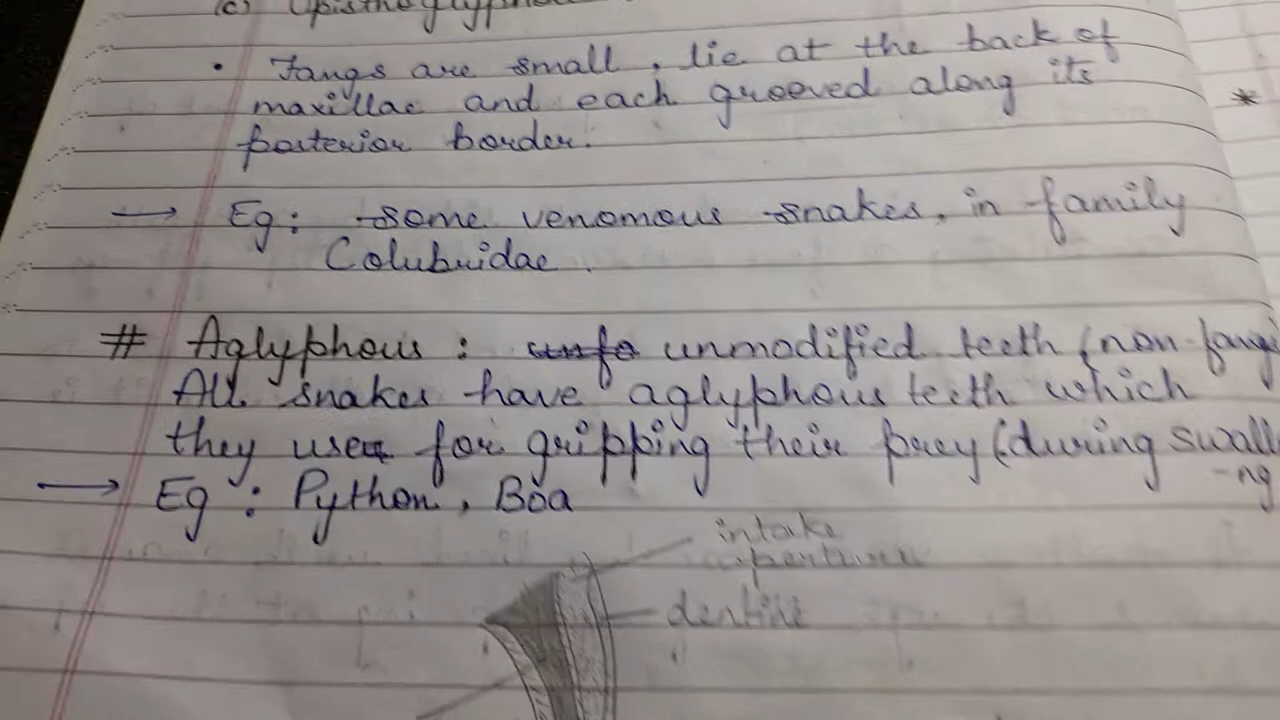 (c) Opisthoglyph
• Fangs are small, lie at the back of
maxillae and each grooved along its
posterior border.
→ Eg: some venomous snakes, in family
Colubridae.
# Aglyphous: unmodified teeth (non-fangs)
All snakes have aglyphous teeth which
they use for gripping their prey (during swall
-ng
→ Eg: Python, Boa
intake
dentine
*